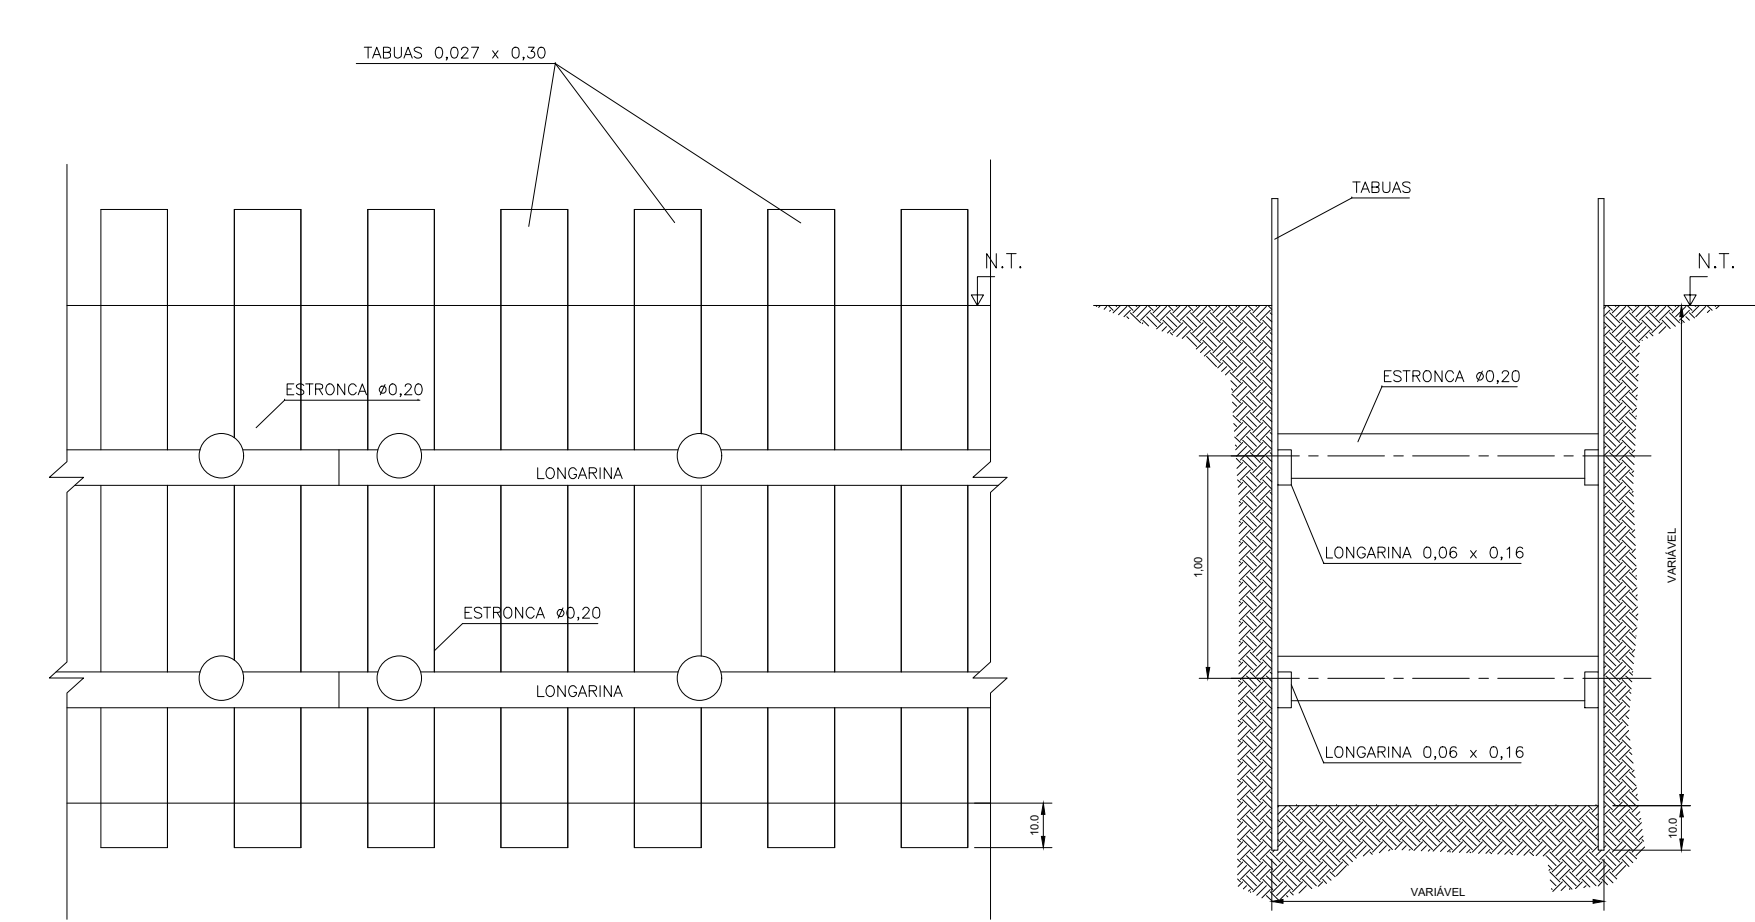 TABUAS 0,027 x 0,30
N.T.
ESTRONCA ø0,20
LONGARINA
ESTRONCA ø0,20
LONGARINA
10.0
TABUAS
N.T.
ESTRONCA ø0,20
1,00
LONGARINA 0,06 x 0,16
VARIÁVEL
LONGARINA 0,06 x 0,16
10.0
VARIÁVEL